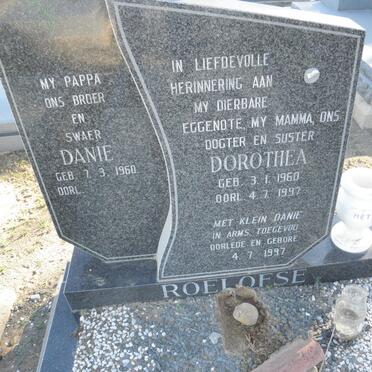 MY PAPPA
ONS BROER
EN
SWAER
DANIE
GEB. 7.3.1960
OORL.
IN LIEFDEVOLLE
HERINNERING AAN
MY DIERBARE
EGGENOTE, MY MAMMA, ONS
DOGTER EN SUSTER
DOROTHEA
GEB. 3.1.1960
OORL. 4.7.1997
MET KLEIN DANIE
IN ARMS TOEGEVOU
OORLEDE EN GEBORE
4.7.1997
ROELOFSE
MET